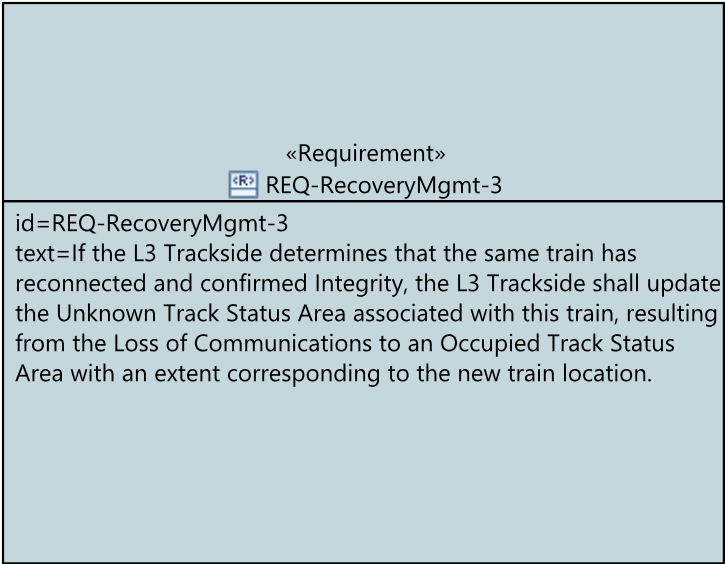 «Requirement»
<R> REQ-RecoveryMgmt-3
id=REQ-RecoveryMgmt-3
text=If the L3 Trackside determines that the same train has
reconnected and confirmed Integrity, the L3 Trackside shall update
the Unknown Track Status Area associated with this train, resulting
from the Loss of Communications to an Occupied Track Status
Area with an extent corresponding to the new train location.